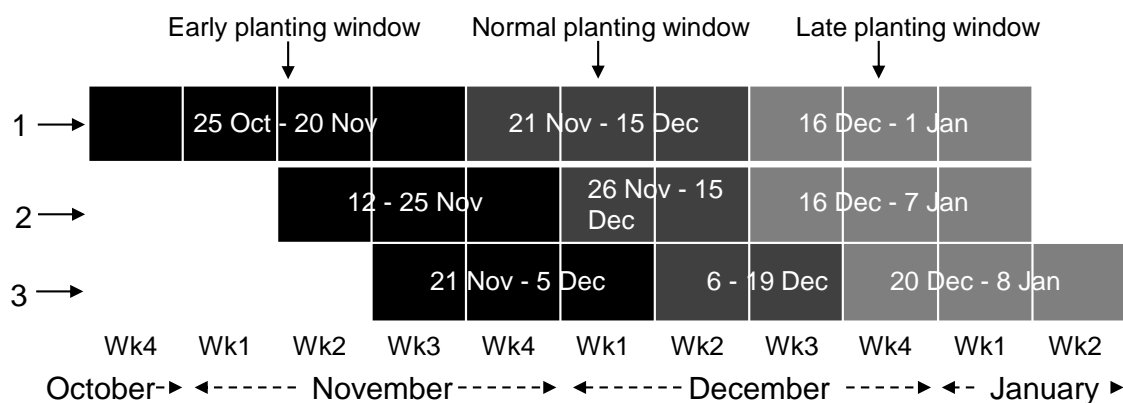 Early planting window Normal planting window Late planting window
1 25 Oct - 20 Nov 21 Nov - 15 Dec 16 Dec - 1 Jan
2 12 - 25 Nov 26 Nov - 15 Dec 16 Dec - 7 Jan
3 21 Nov - 5 Dec 6 - 19 Dec 20 Dec - 8 Jan
Wk4 Wk1 Wk2 Wk3 Wk4 Wk1 Wk2 Wk3 Wk4 Wk1 Wk2
October November December January